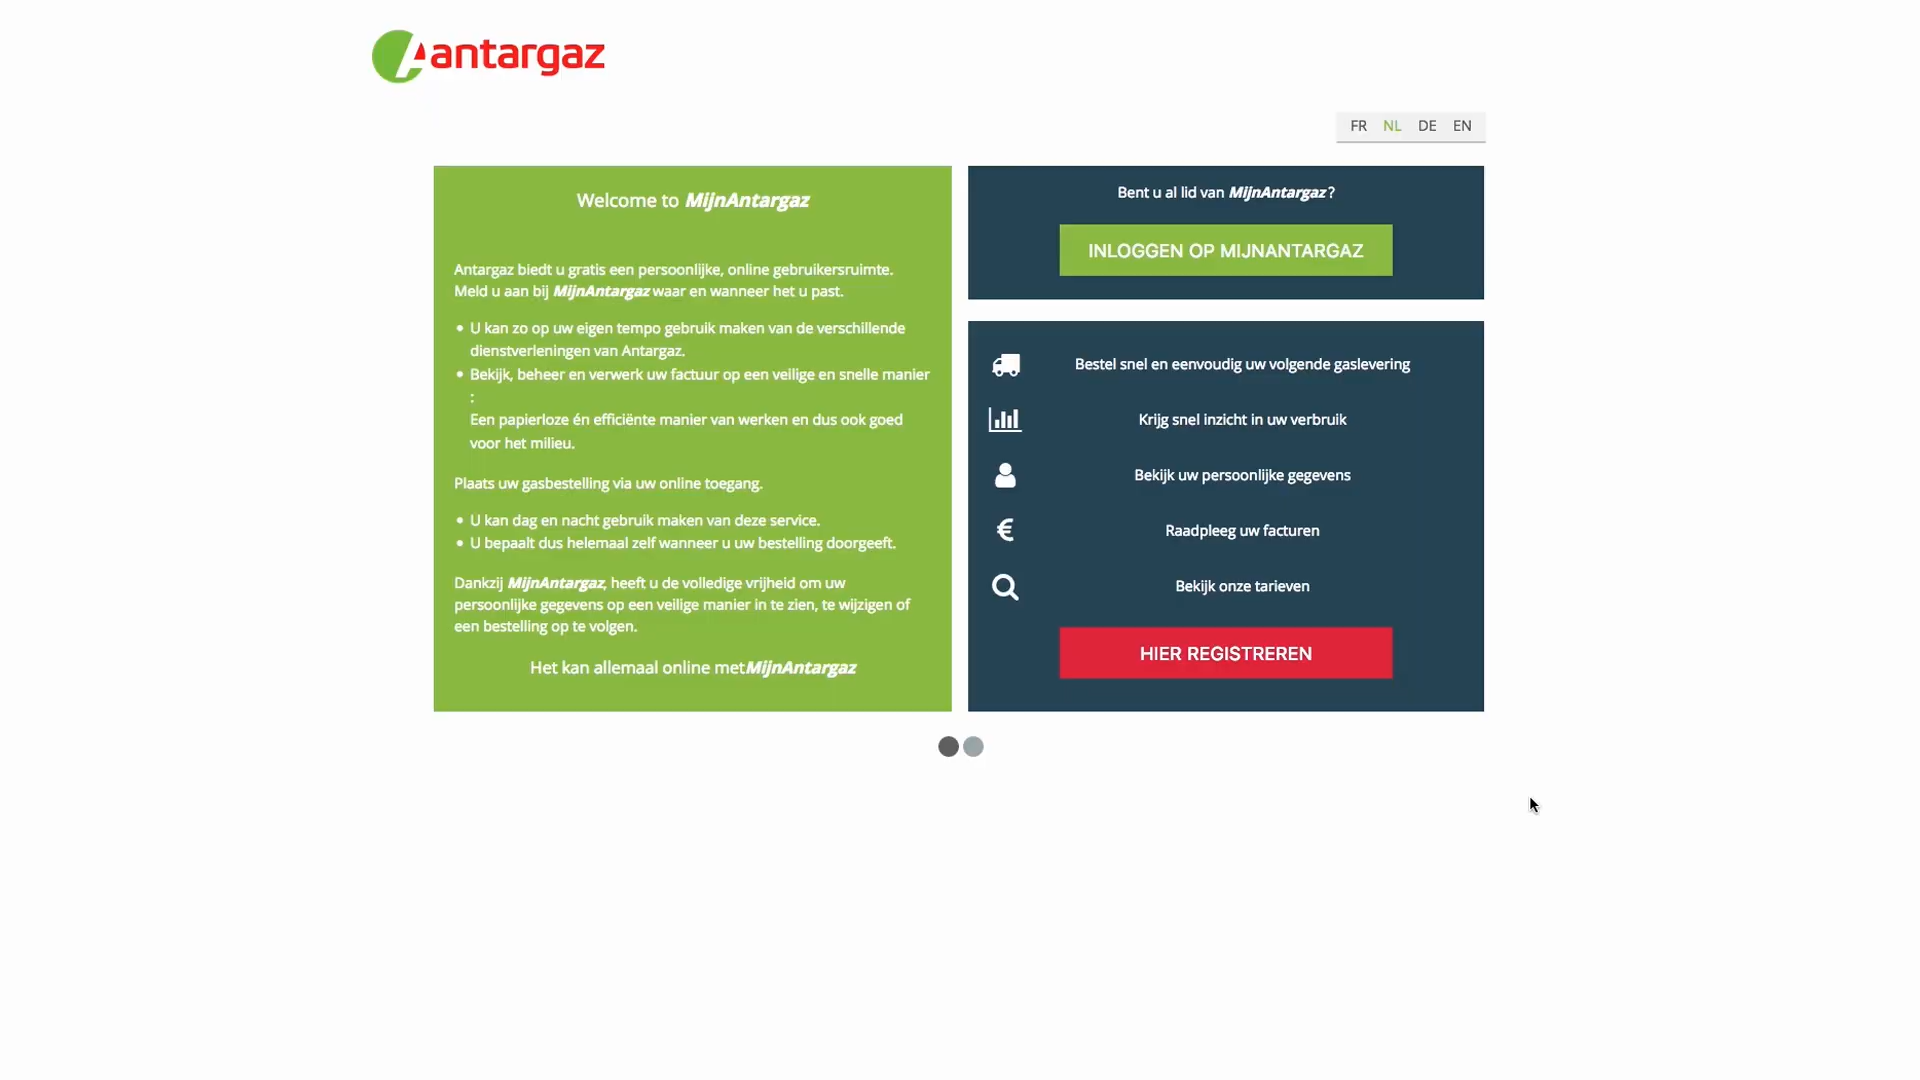 antargaz
FR NL DE EN
Welcome to MijnAntargaz
Antargaz biedt u gratis een persoonlijke, online gebruikersruimte.
Meld u aan bij MijnAntargaz waar en wanneer het u past.
• U kan zo op uw eigen tempo gebruik maken van de verschillende
dienstverleningen van Antargaz.
• Bekijk, beheer en verwerk uw factuur op een veilige en snelle manier
:
Een papierloze én efficiënte manier van werken en dus ook goed
voor het milieu.
Plaats uw gasbestelling via uw online toegang.
• U kan dag en nacht gebruik maken van deze service.
• U bepaalt dus helemaal zelf wanneer u uw bestelling doorgeeft.
Dankzij MijnAntargaz, heeft u de volledige vrijheid om uw
persoonlijke gegevens op een veilige manier in te zien, te wijzigen of
een bestelling op te volgen.
Het kan allemaal online metMijnAntargaz
Bent u al lid van MijnAntargaz ?
INLOGGEN OP MIJNANTARGAZ
Bestel snel en eenvoudig uw volgende gaslevering
Krijg snel inzicht in uw verbruik
Bekijk uw persoonlijke gegevens
€ Raadpleeg uw facturen
Bekijk onze tarieven
HIER REGISTREREN